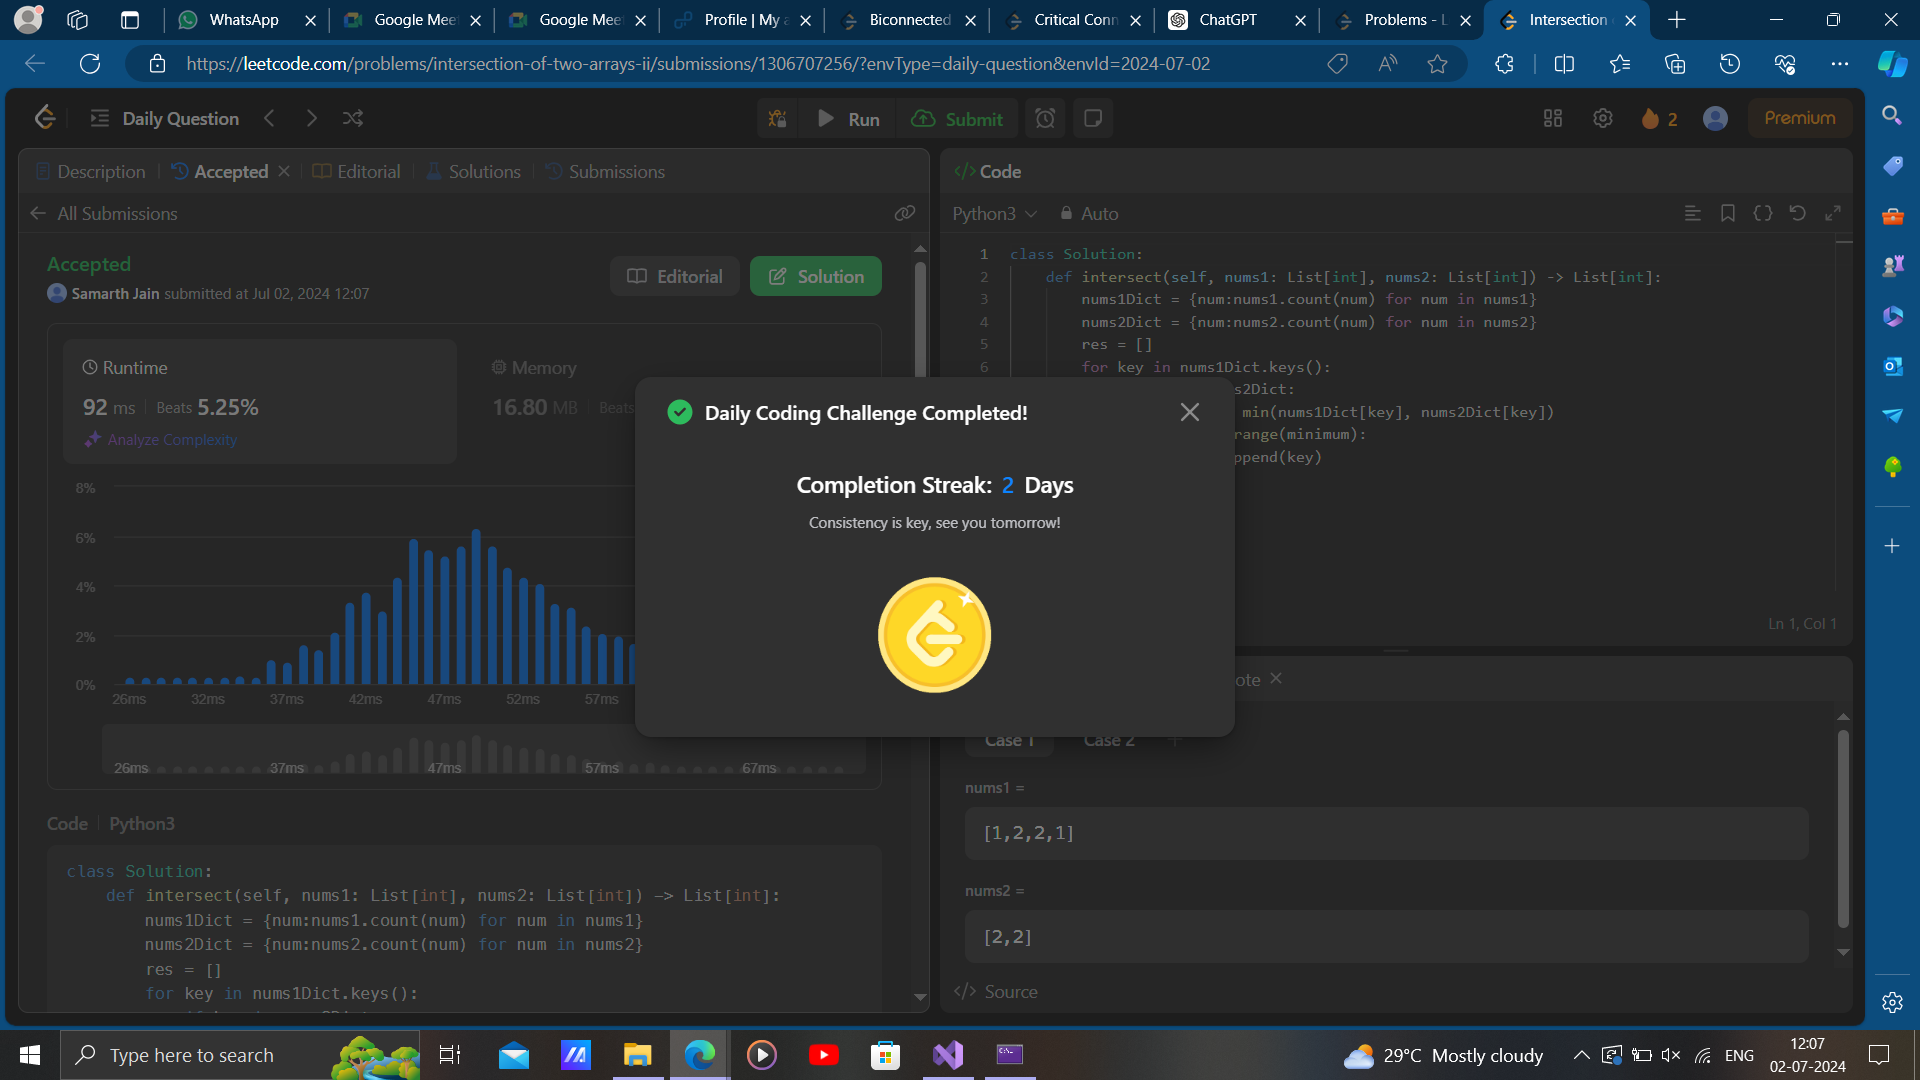 WhatsApp
Google Mee
Google Mee
Profile | My a
Biconnected
Critical Conn
ChatGPT
Problems - L
Intersection
https://leetcode.com/problems/intersection-of-two-arrays-ii/submissions/1306707256/?envType=daily-question&envId=2024-07-02
Daily Question
Run
Submit
2
Premium
Description
Accepted
Editorial
Solutions
Submissions
All Submissions
Accepted
Samarth Jain submitted at Jul 02, 2024 12:07
Editorial
Solution
Runtime
92 ms
Beats 5.25%
Analyze Complexity
Memory
16.80 MB
Beats
8%
6%
4%
2%
0%
26ms 32ms 37ms 42ms 47ms 52ms 57ms
26ms 37ms 47ms 57ms 67ms
Code
Python3
class Solution:
def intersect(self, nums1: List[int], nums2: List[int]) -> List[int]:
nums1Dict = {num:nums1.count(num) for num in nums1}
nums2Dict = {num:nums2.count(num) for num in nums2}
res = []
for key in nums1Dict.keys():
Daily Coding Challenge Completed!
Completion Streak: 2 Days
Consistency is key, see you tomorrow!
</> Code
Python3
Auto
1 class Solution:
2 def intersect(self, nums1: List[int], nums2: List[int]) -> List[int]:
3 nums1Dict = {num:nums1.count(num) for num in nums1}
4 nums2Dict = {num:nums2.count(num) for num in nums2}
5 res = []
6 for key in nums1Dict.keys():
s2Dict:
min(nums1Dict[key], nums2Dict[key])
range(minimum):
ppend(key)
Ln 1, Col 1
ote
Case 1
Case 2
nums1 =
[1,2,2,1]
nums2 =
[2,2]
</> Source
Type here to search
29°C Mostly cloudy
ENG
12:07
02-07-2024